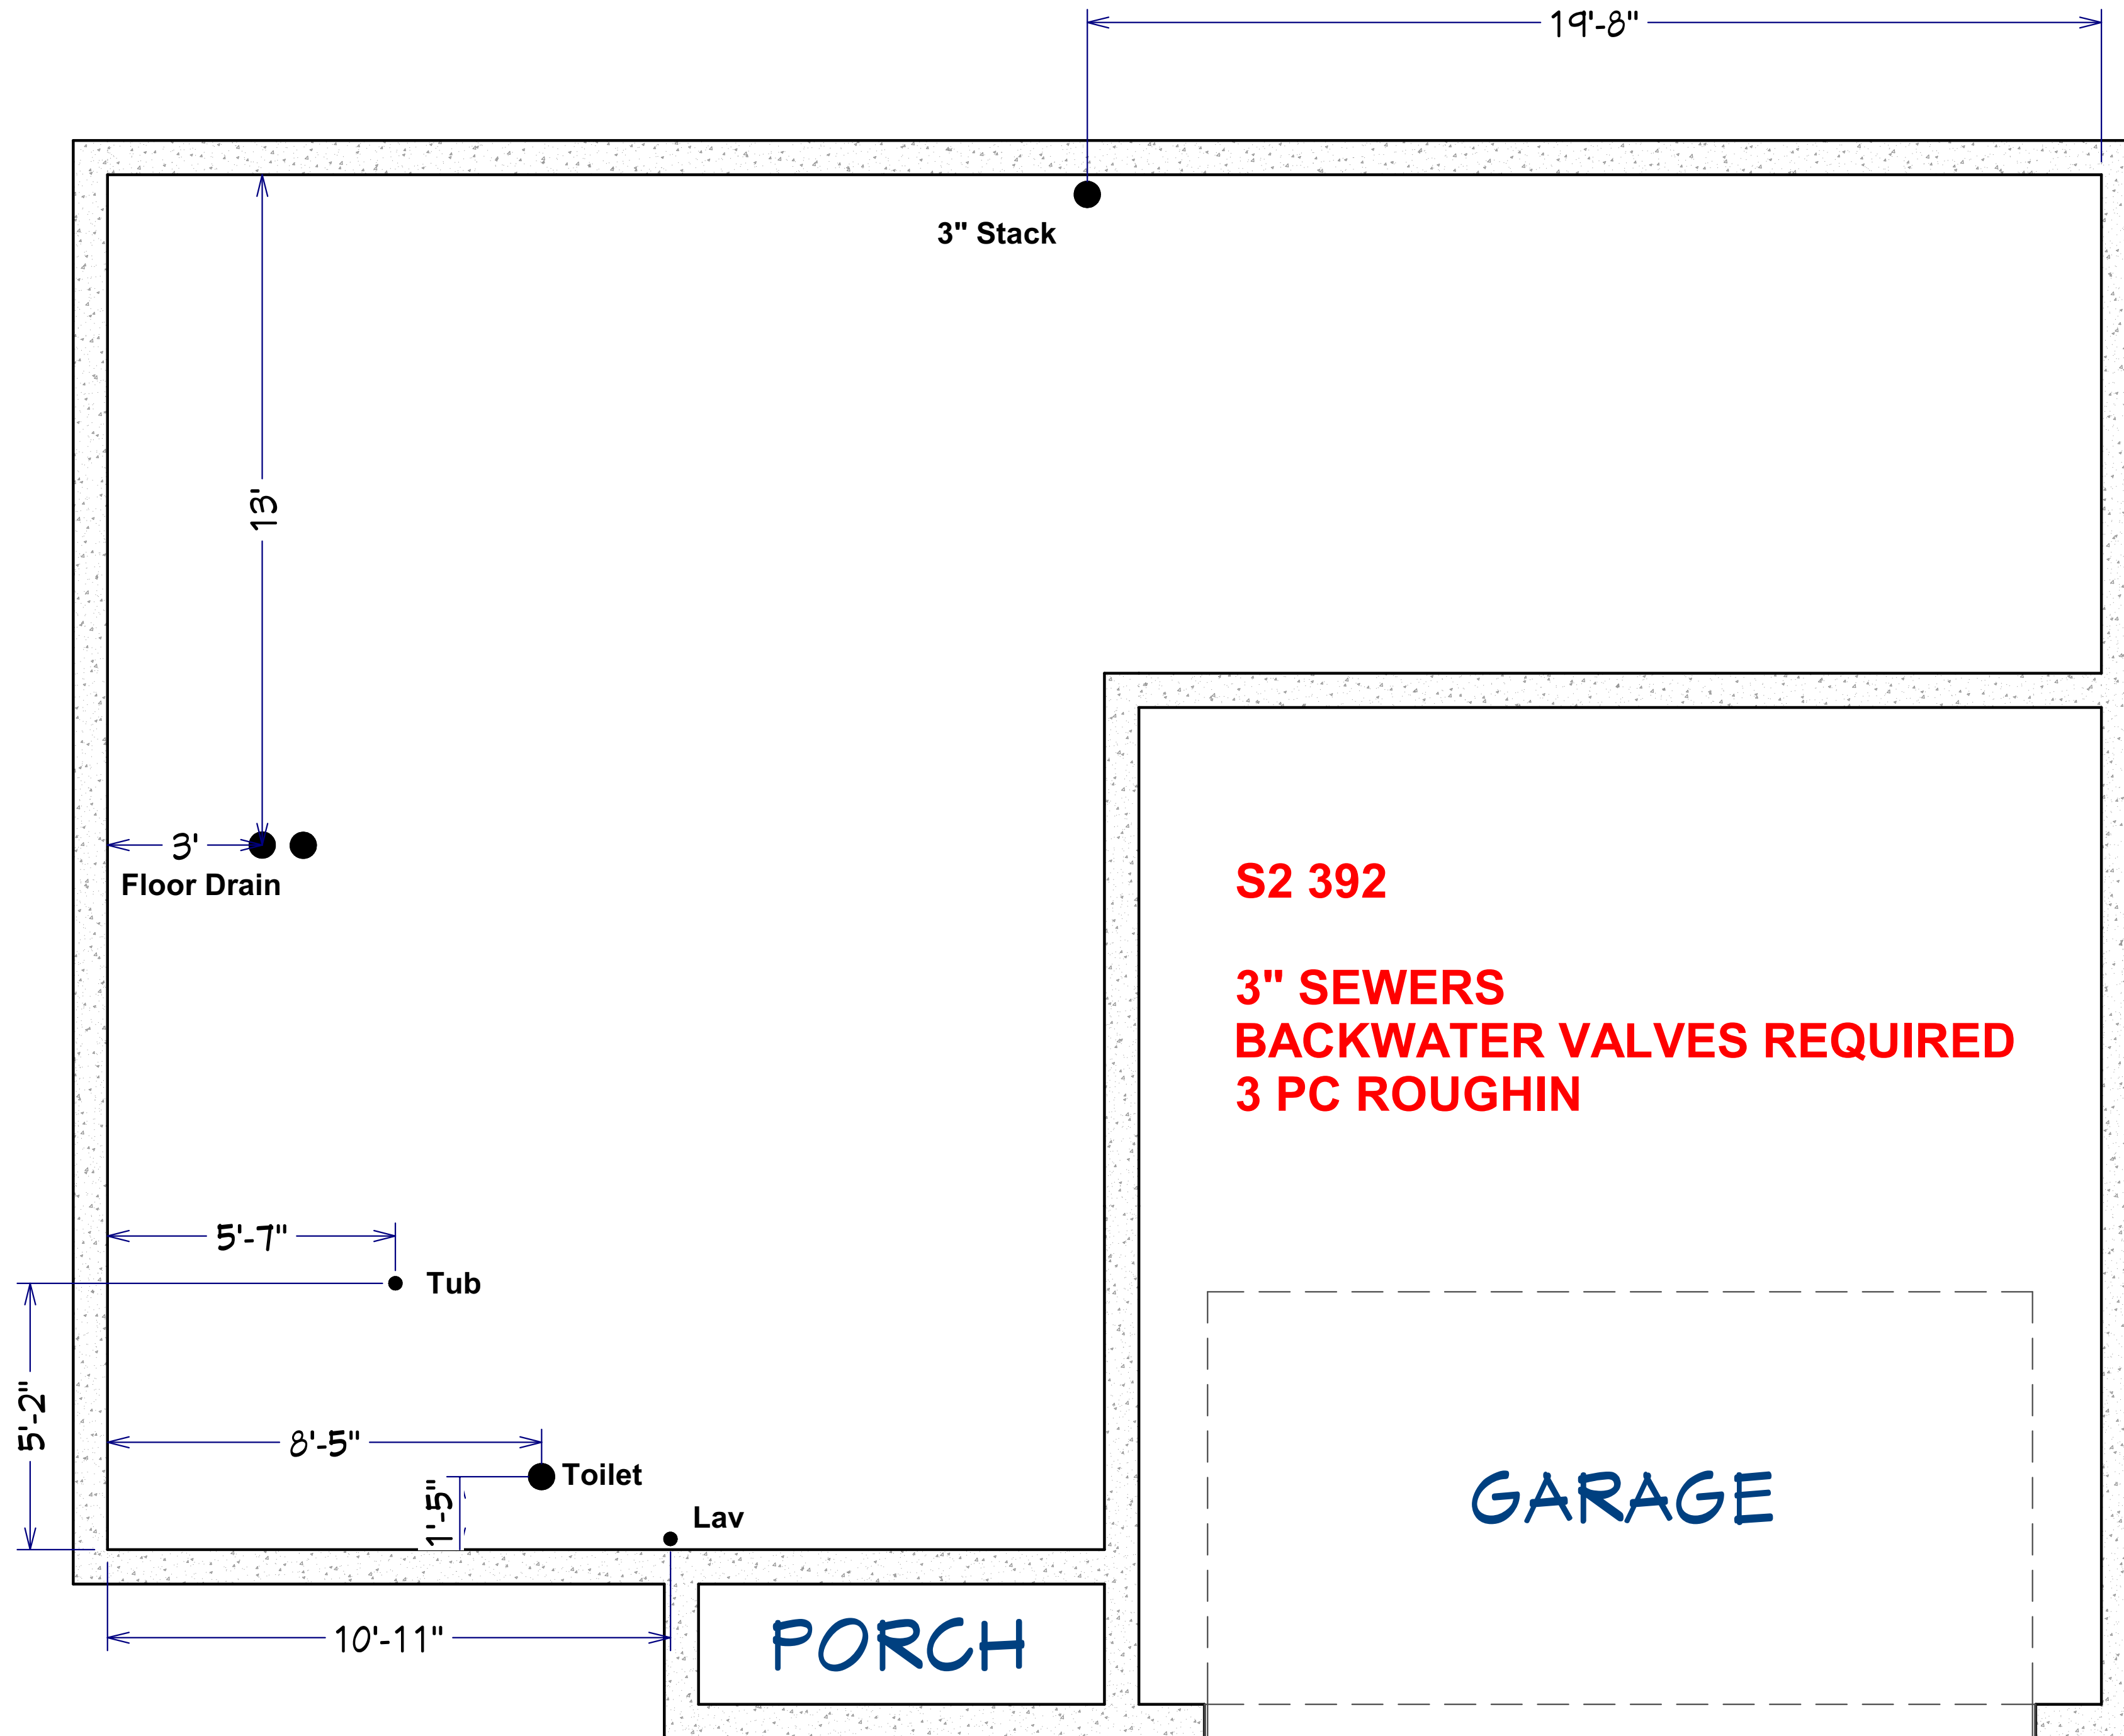 19'-8"
3" Stack
13'
3'
Floor Drain
S2 392
3" SEWERS
BACKWATER VALVES REQUIRED
3 PC ROUGHIN
5'-7"
Tub
5'-2"
8'-5"
Toilet
1'-5"
Lav
GARAGE
PORCH
10'-11"